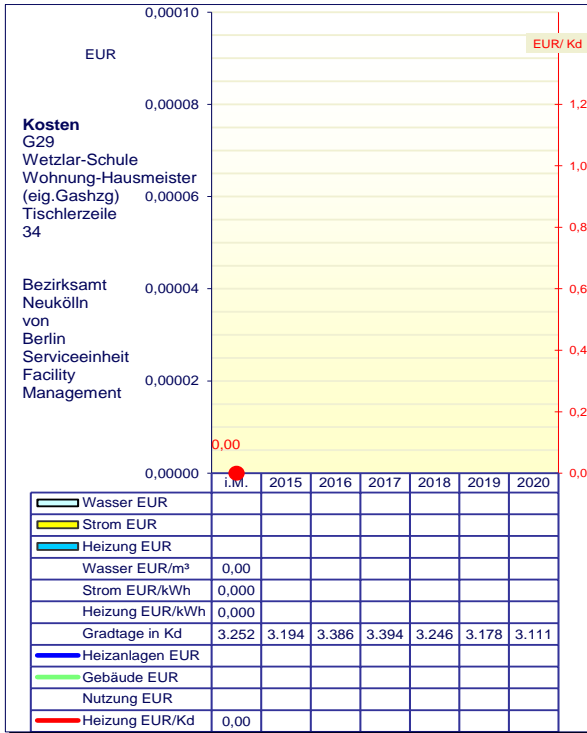 EUR
EUR/ Kd
0,00010
0,00008
0,00006
0,00004
0,00002
0,00000
Kosten
G29
Wetzlar-Schule
Wohnung-Hausmeister
(eig.Gashzg)
Tischlerzeile
34
Bezirksamt
Neukölln
von
Berlin
Serviceeinheit
Facility
Management
1,2
1,0
0,8
0,6
0,4
0,2
0,0
0,00
i.M. 2015 2016 2017 2018 2019 2020
Wasser EUR
Strom EUR
Heizung EUR
Wasser EUR/m³ 0,00
Strom EUR/kWh 0,000
Heizung EUR/kWh 0,000
Gradtage in Kd 3.252 3.194 3.386 3.394 3.246 3.178 3.111
Heizanlagen EUR
Gebäude EUR
Nutzung EUR
Heizung EUR/Kd 0,00